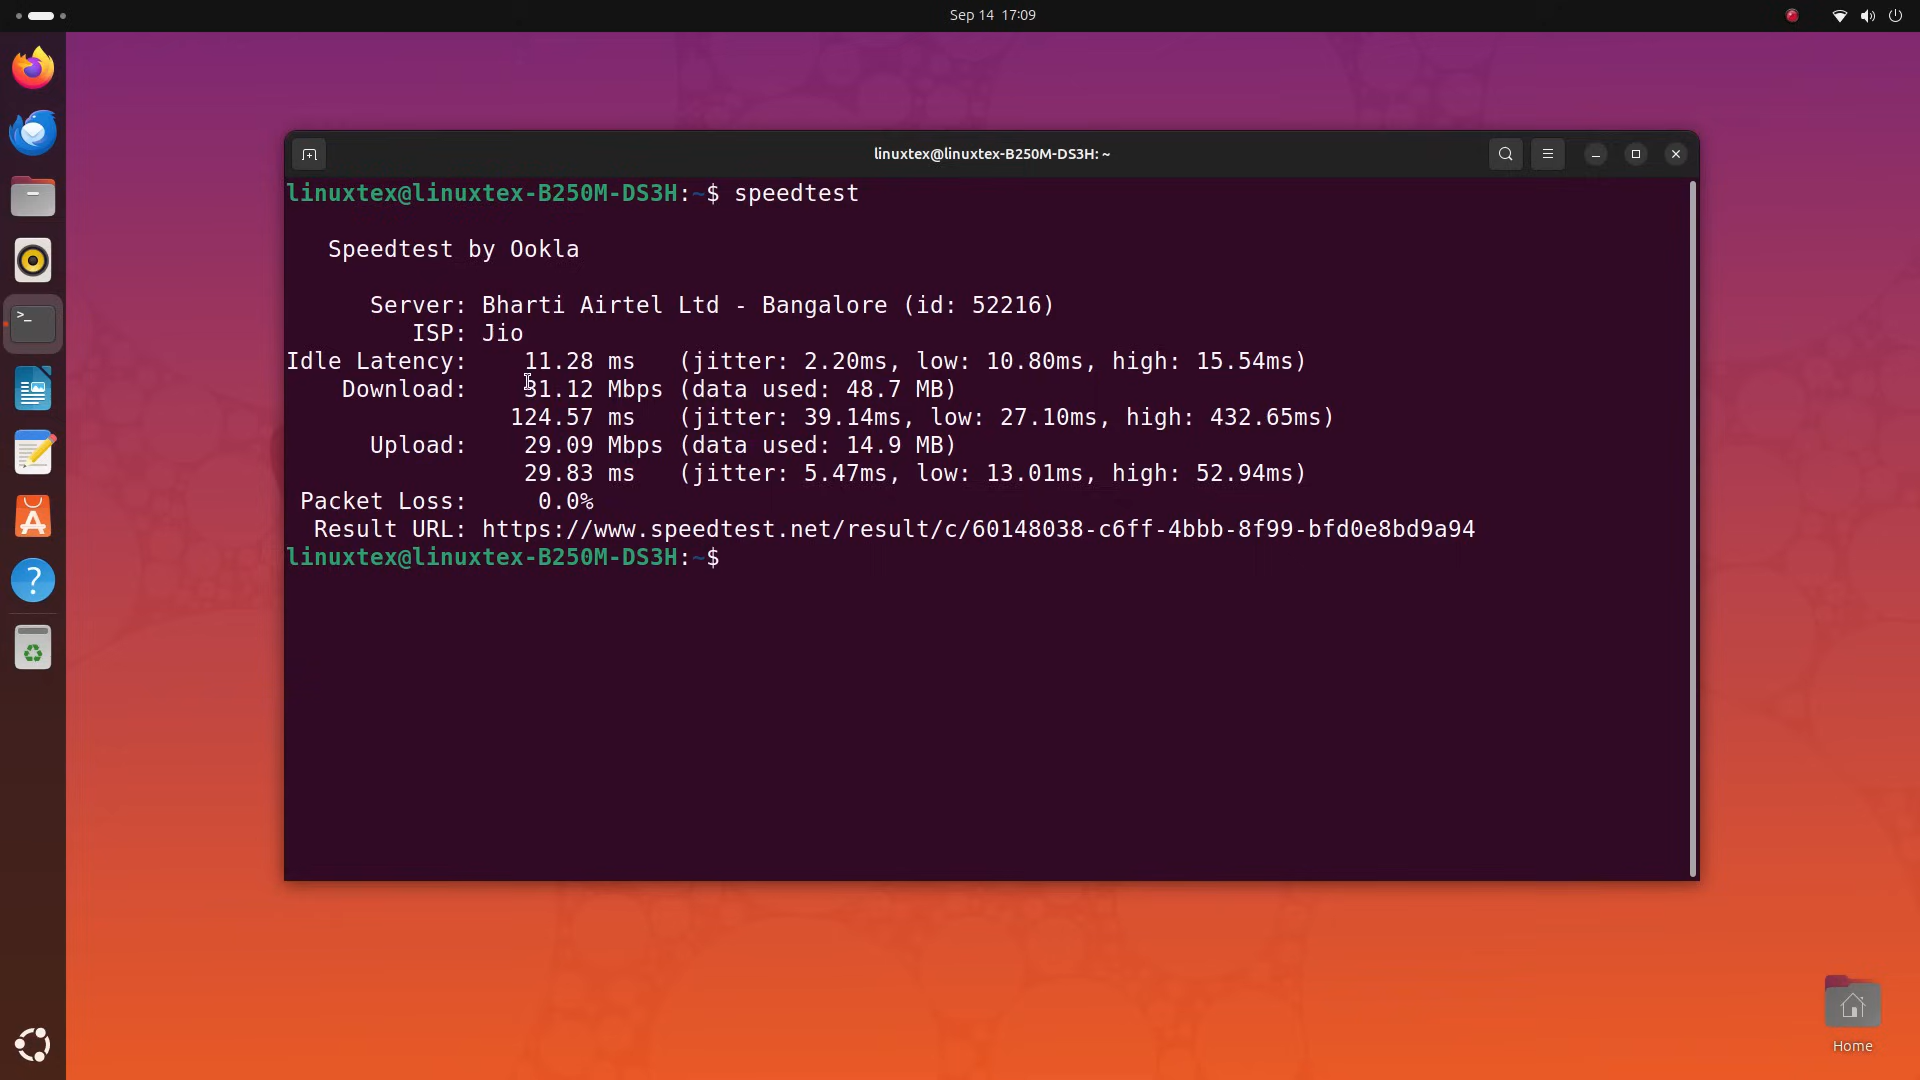 Sep 14 17:09
linuxtex@linuxtex-B250M-DS3H: ~
linuxtex@linuxtex-B250M-DS3H:~$ speedtest
Speedtest by Ookla
Server: Bharti Airtel Ltd - Bangalore (id: 52216)
ISP: Jio
Idle Latency: 11.28 ms (jitter: 2.20ms, low: 10.80ms, high: 15.54ms)
Download: 31.12 Mbps (data used: 48.7 MB)
124.57 ms (jitter: 39.14ms, low: 27.10ms, high: 432.65ms)
Upload: 29.09 Mbps (data used: 14.9 MB)
29.83 ms (jitter: 5.47ms, low: 13.01ms, high: 52.94ms)
Packet Loss: 0.0%
Result URL: https://www.speedtest.net/result/c/60148038-c6ff-4bbb-8f99-bfd0e8bd9a94
linuxtex@linuxtex-B250M-DS3H:~$
Home